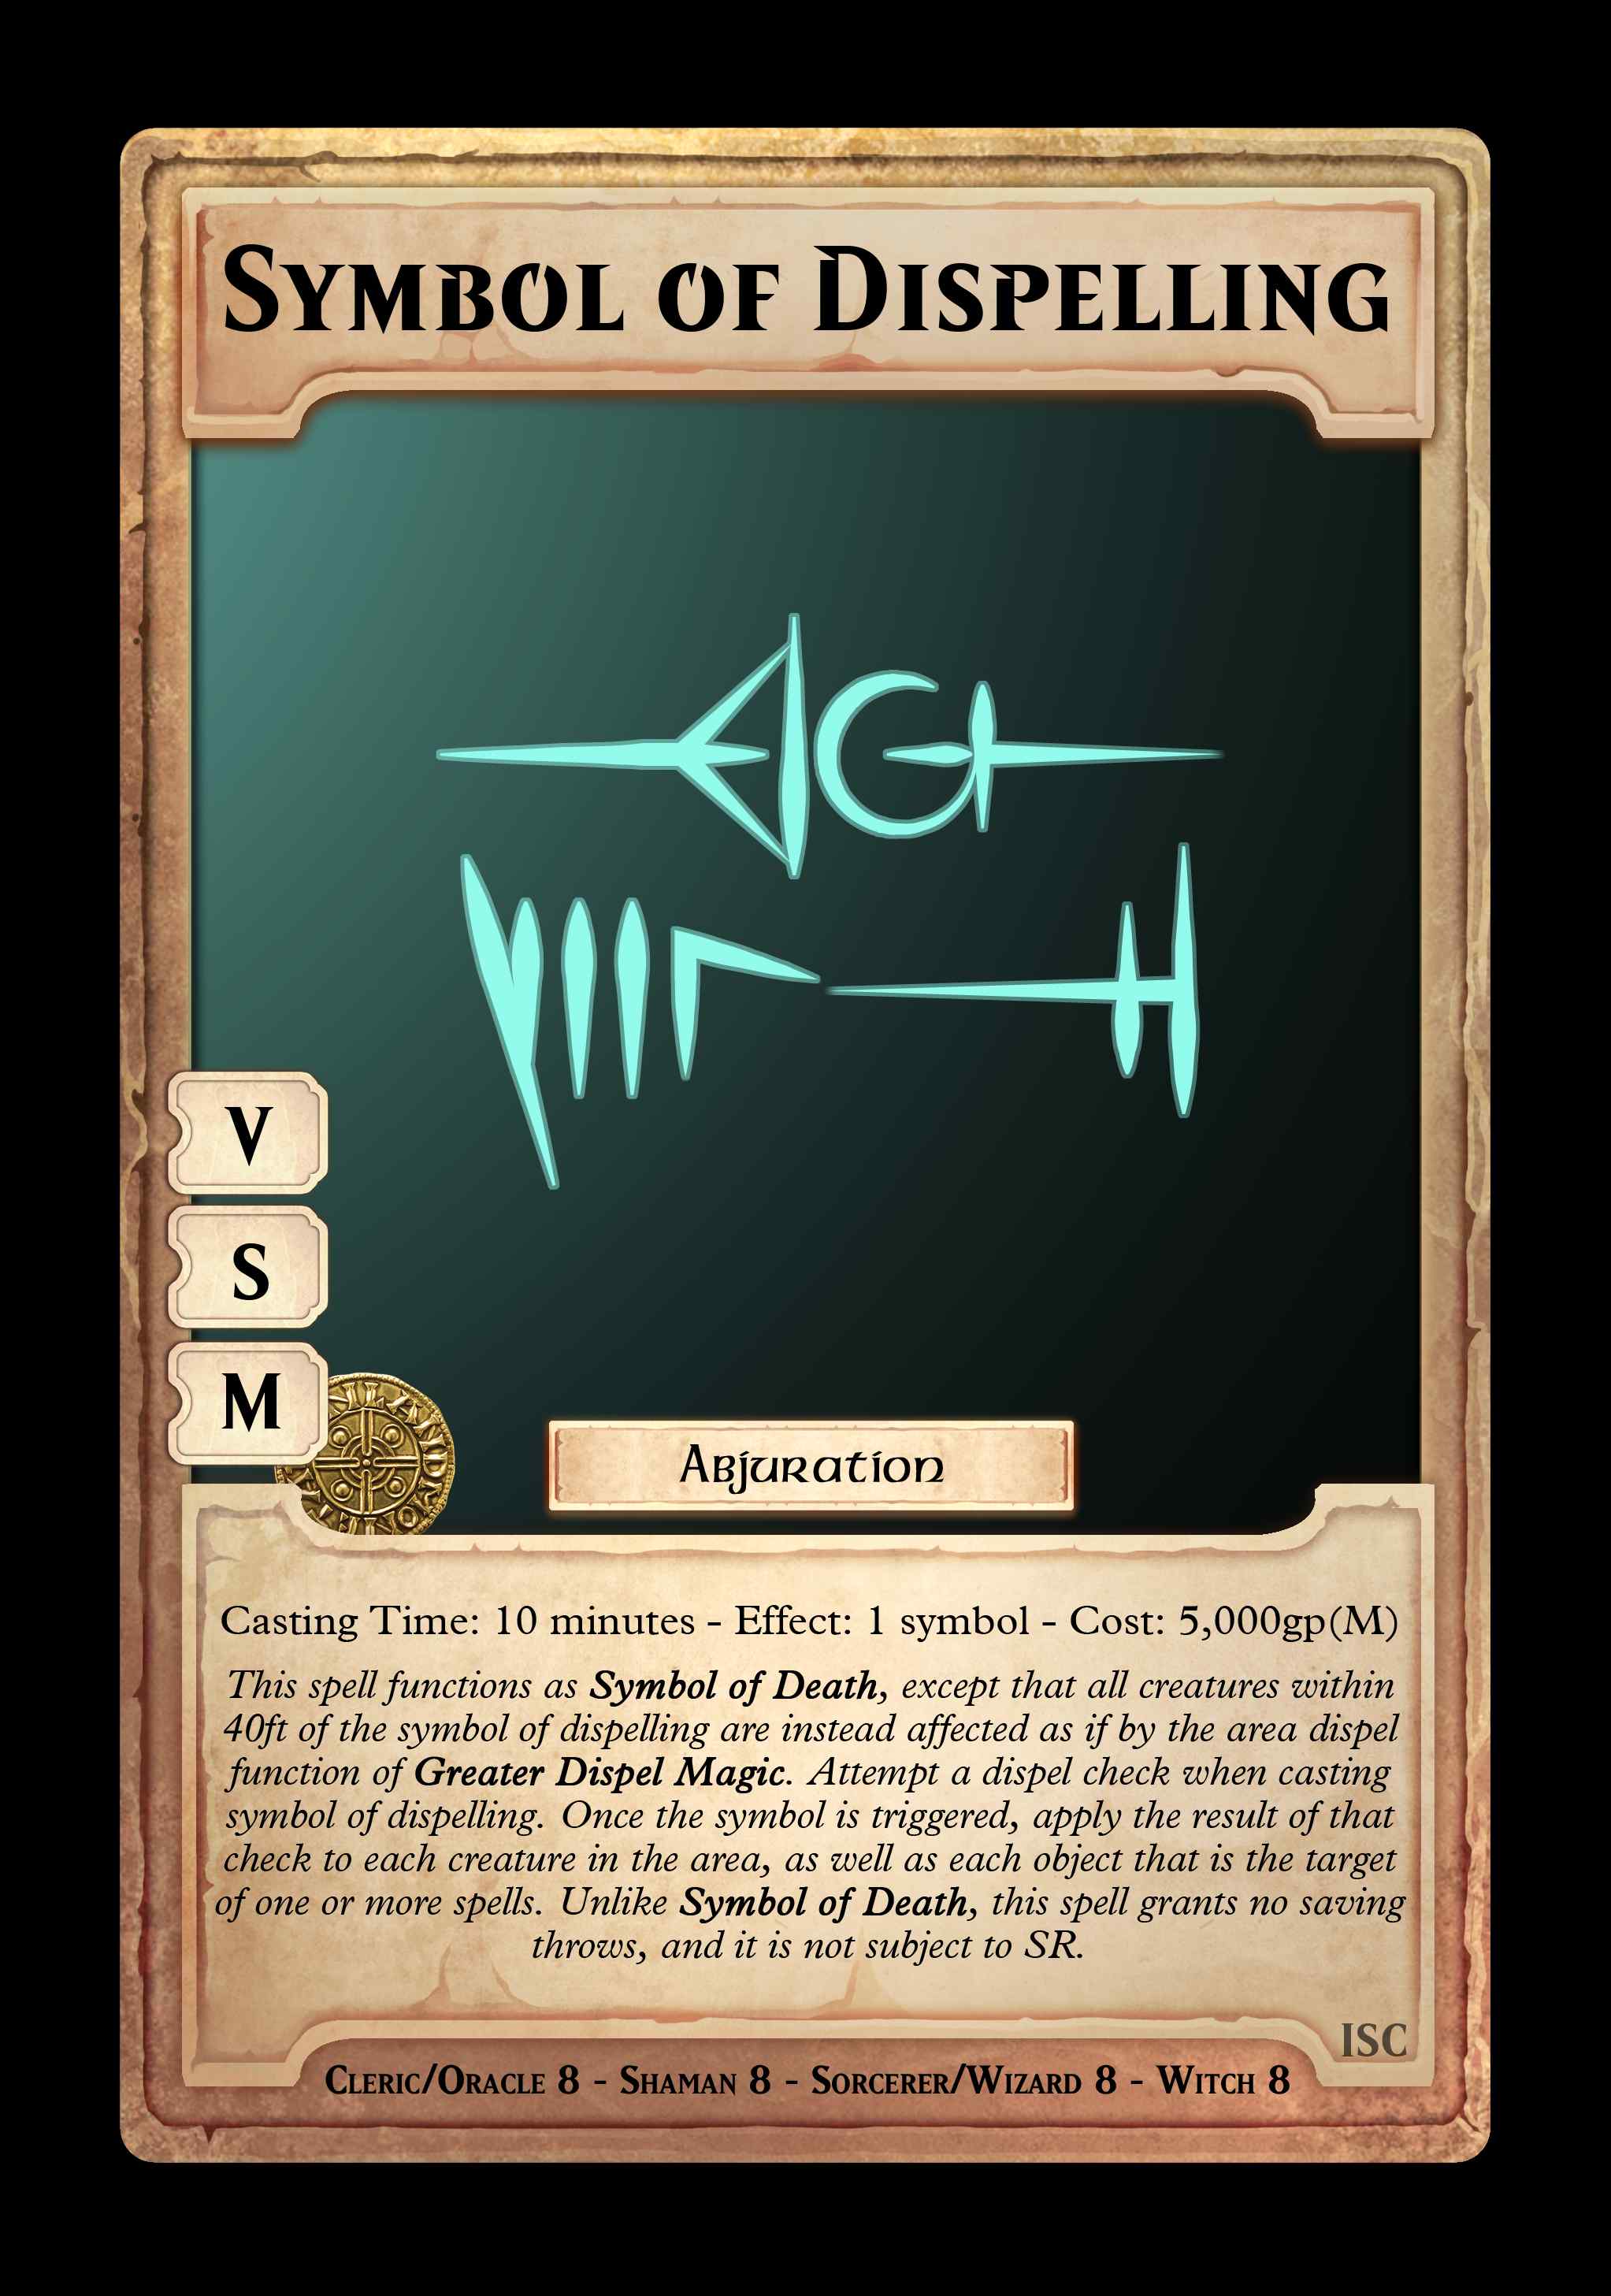 Symbol of Dispelling
V
S
M
Abjuration
Casting Time: 10 minutes - Effect: 1 symbol - Cost: 5,000gp(M)
This spell functions as Symbol of Death, except that all creatures within
40ft of the symbol of dispelling are instead affected as if by the area dispel
function of Greater Dispel Magic. Attempt a dispel check when casting
symbol of dispelling. Once the symbol is triggered, apply the result of that
check to each creature in the area, as well as each object that is the target
of one or more spells. Unlike Symbol of Death, this spell grants no saving
throws, and it is not subject to SR.
ISC
Cleric/Oracle 8 - Shaman 8 - Sorcerer/Wizard 8 - Witch 8